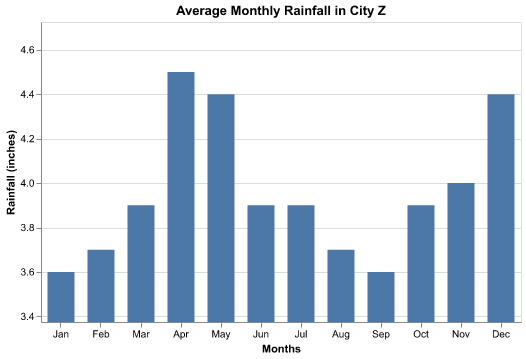 Average Monthly Rainfall in City Z
Rainfall (inches)
4.6
4.4
4.2
4.0
3.8
3.6
3.4
Jan Feb Mar Apr May Jun Jul Aug Sep Oct Nov Dec
Months